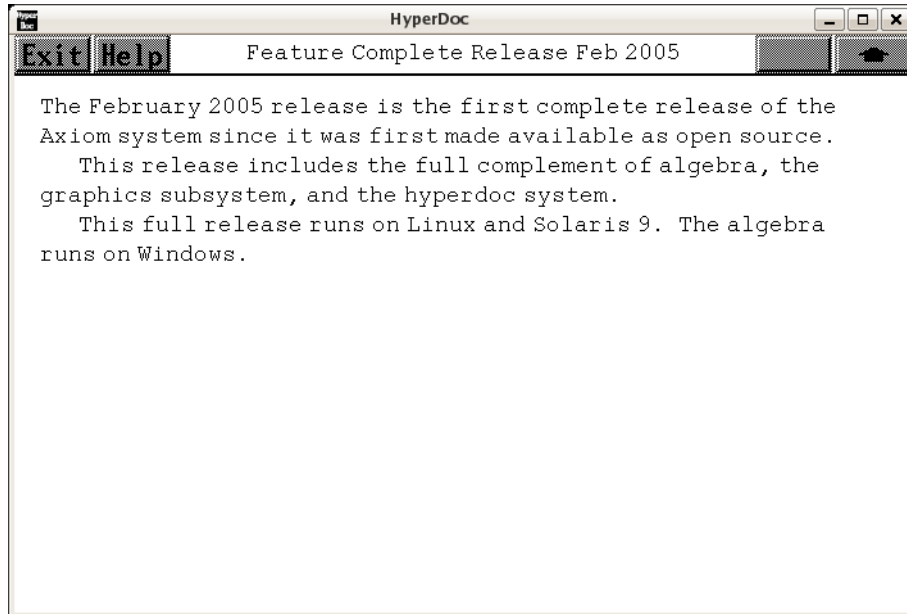 Hyper Doc
HyperDoc
Exit Help Feature Complete Release Feb 2005
The February 2005 release is the first complete release of the
Axiom system since it was first made available as open source.
This release includes the full complement of algebra, the
graphics subsystem, and the hyperdoc system.
This full release runs on Linux and Solaris 9. The algebra
runs on Windows.